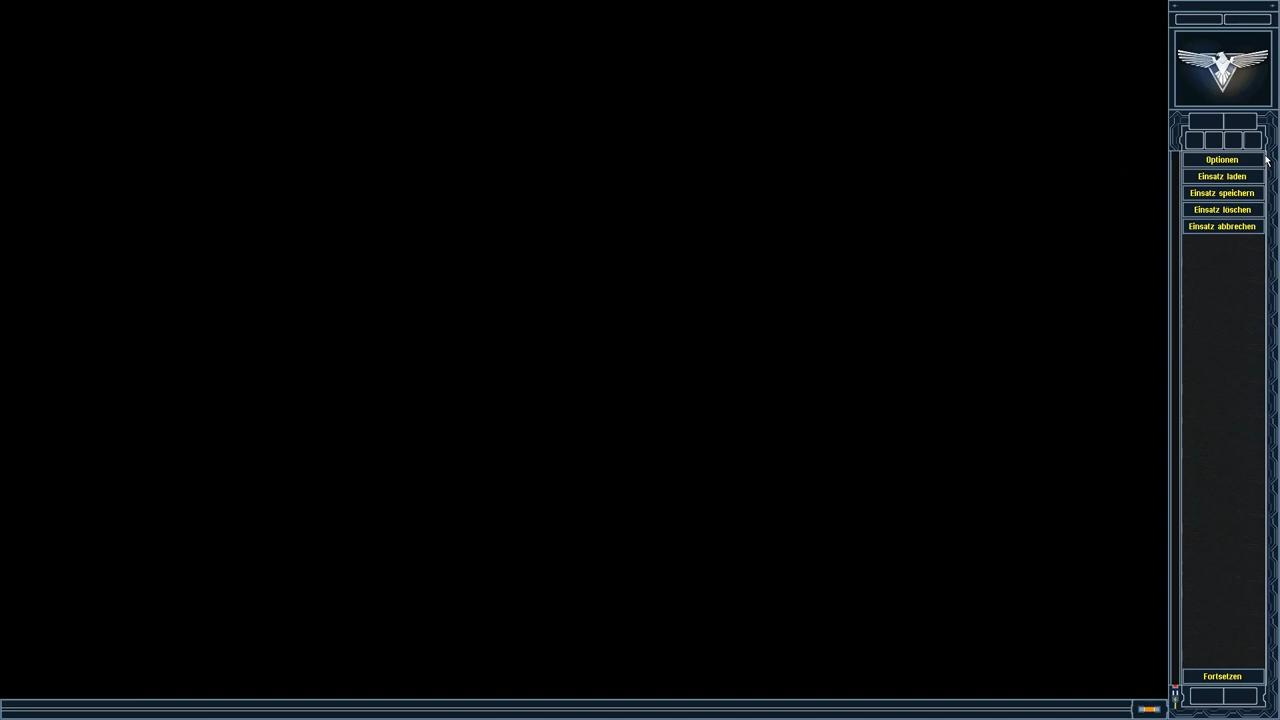 Optionen
Einsatz laden
Einsatz speichern
Einsatz löschen
Einsatz abbrechen
Fortsetzen